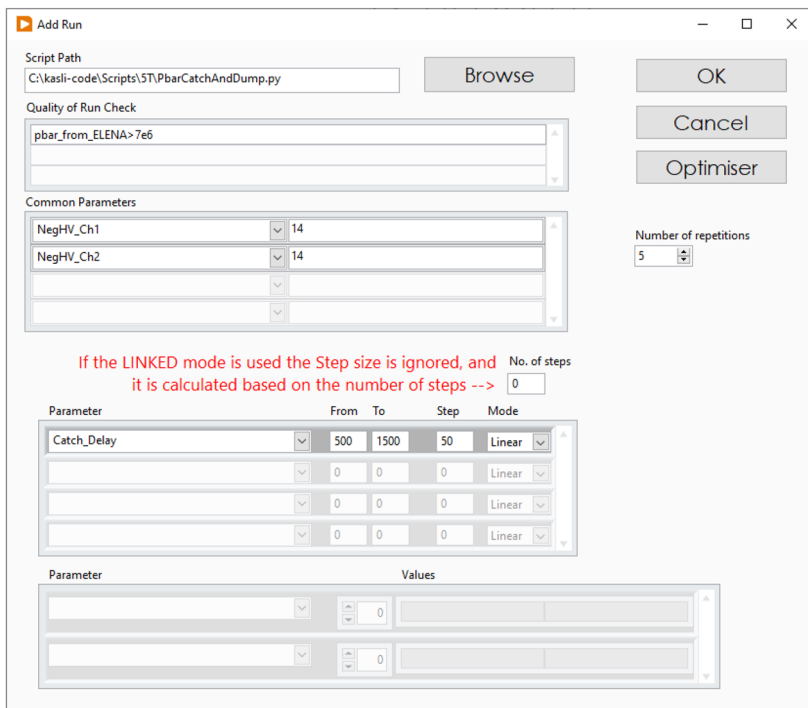 Add Run
Script Path
C:\kasli-code\Scripts\5T\PbarCatchAndDump.py
Browse
OK
Quality of Run Check
pbar_from_ELENA>7e6
Cancel
Optimiser
Common Parameters
NegHV_Ch1 14
NegHV_Ch2 14
Number of repetitions
5
If the LINKED mode is used the Step size is ignored, and
it is calculated based on the number of steps -->
No. of steps
0
Parameter From To Step Mode
Catch_Delay 500 1500 50 Linear
0 0 0 Linear
0 0 0 Linear
0 0 0 Linear
Parameter Values
0
0